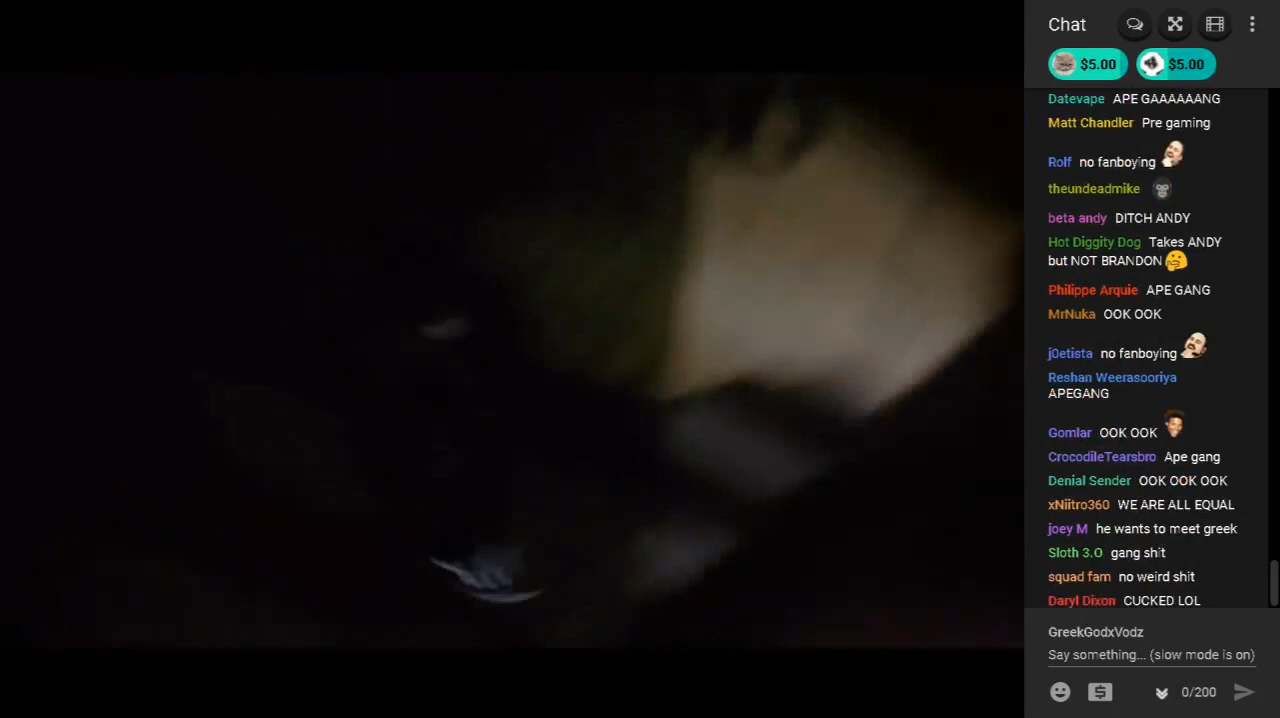 Chat
$5.00 $5.00
Datevape APE GAAAAAANG
Matt Chandler Pre gaming
Rolf no fanboying
theundeadmike
beta andy DITCH ANDY
Hot Diggity Dog Takes ANDY
but NOT BRANDON
Philippe Arquie APE GANG
MrNuka OOK OOK
j0etista no fanboying
Reshan Weerasooriya
APEGANG
Gomlar OOK OOK
CrocodileTearsbro Ape gang
Denial Sender OOK OOK OOK
xNiitro360 WE ARE ALL EQUAL
joey M he wants to meet greek
Sloth 3.O gang shit
squad fam no weird shit
Daryl Dixon CUCKED LOL
GreekGodxVodz
Say something... (slow mode is on)
0/200